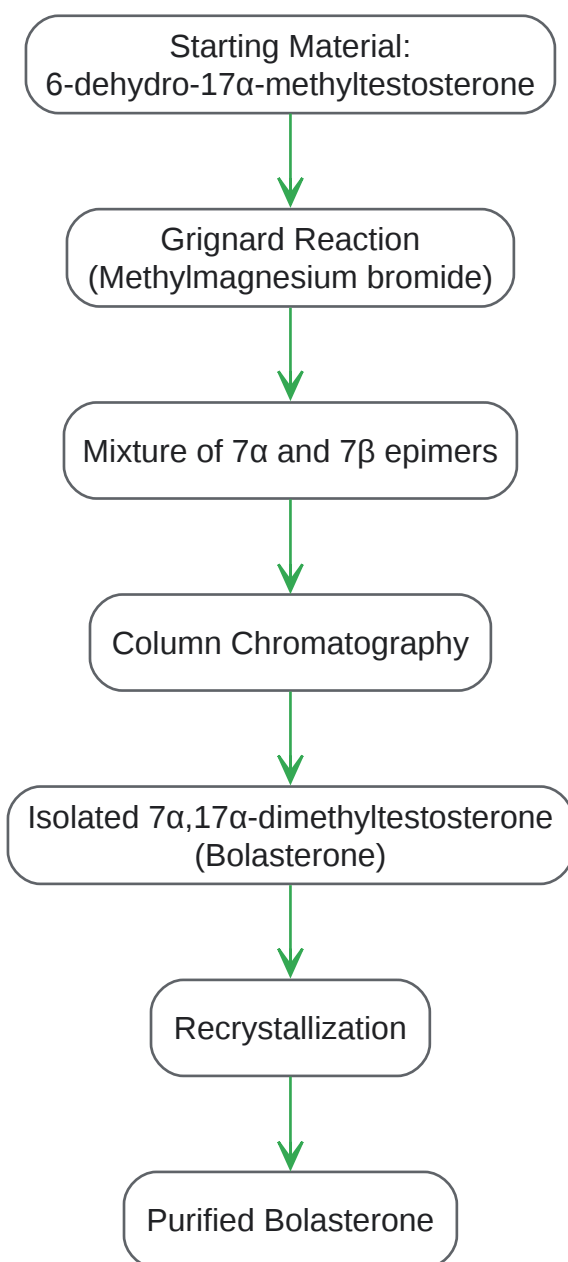 Starting Material:
6-dehydro-17α-methyltestosterone
Grignard Reaction
(Methylmagnesium bromide)
Mixture of 7α and 7β epimers
Column Chromatography
Isolated 7α,17α-dimethyltestosterone
(Bolasterone)
Recrystallization
Purified Bolasterone